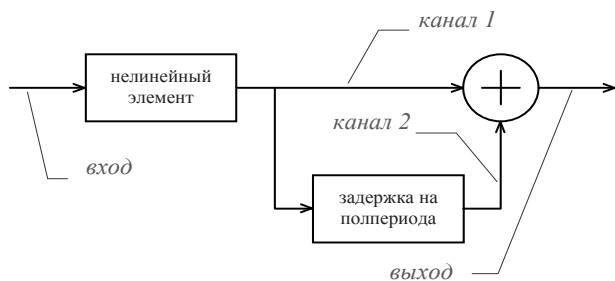 канал 1
нелинейный
элемент
канал 2
вход
задержка на
полпериода
выход